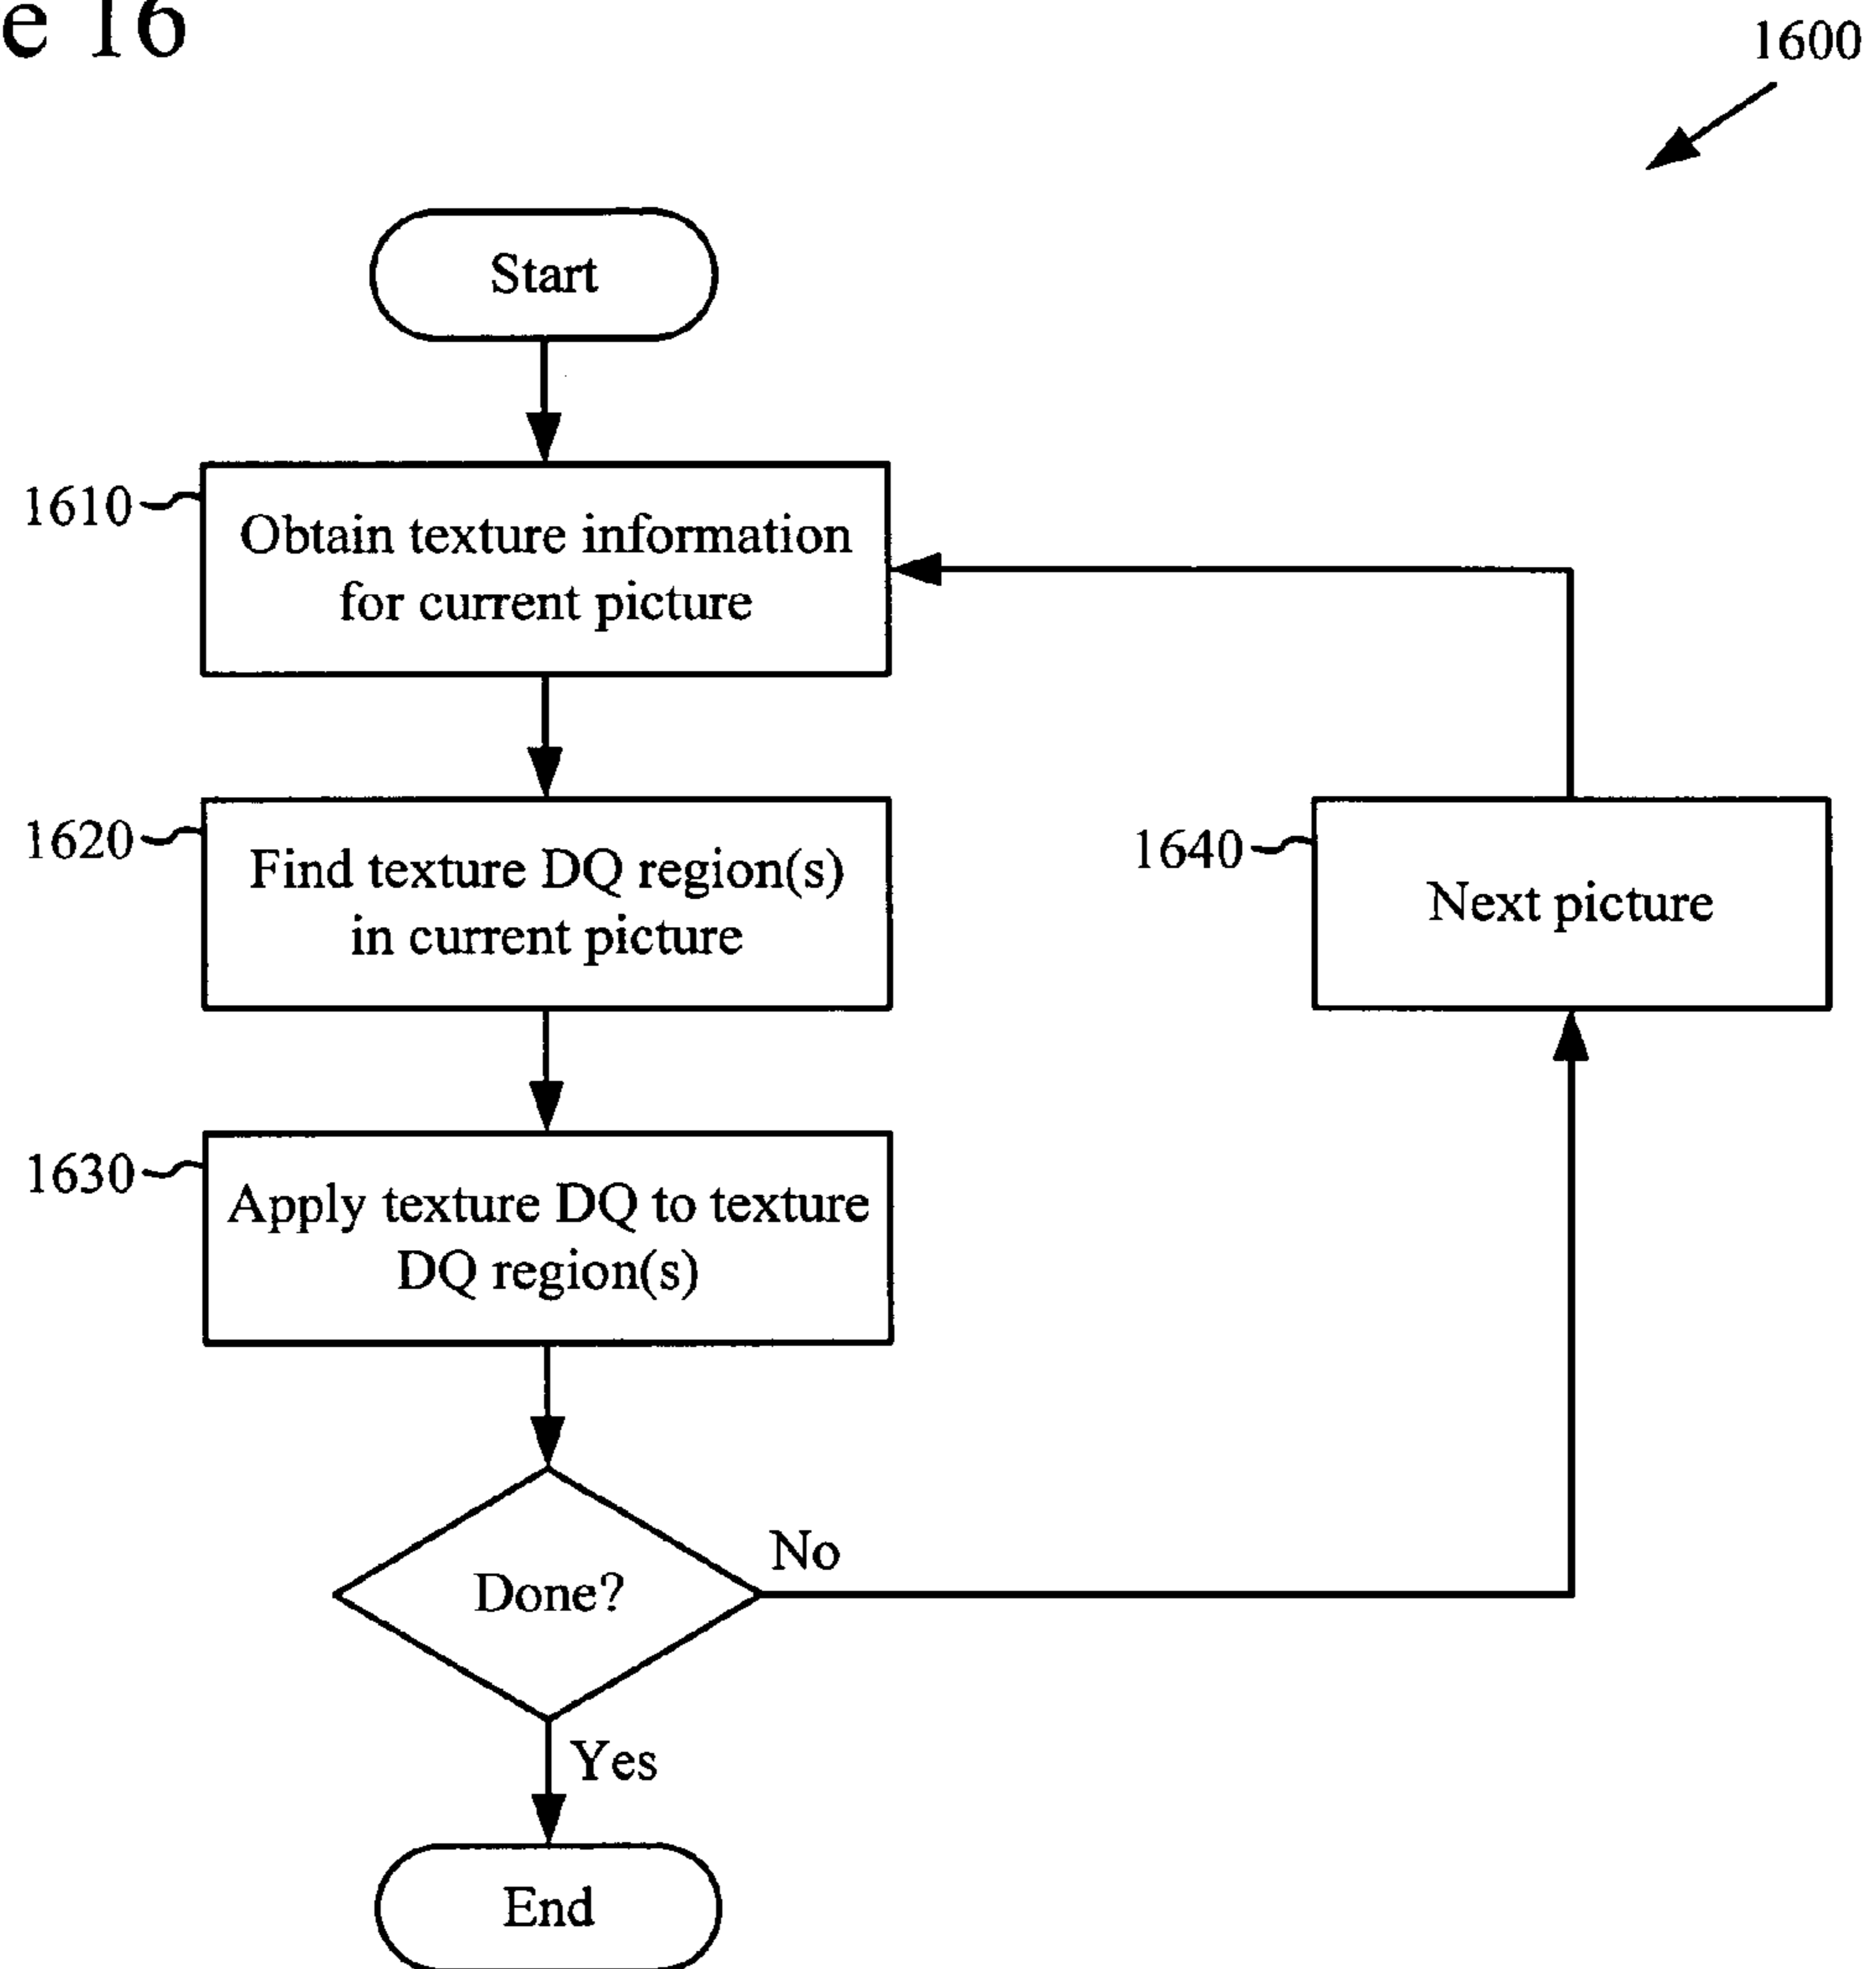 e 16
1600
Start
1610
Obtain texture information
for current picture
1620
Find texture DQ region(s)
in current picture
1640
Next picture
1630
Apply texture DQ to texture
DQ region(s)
Done?
No
Yes
End